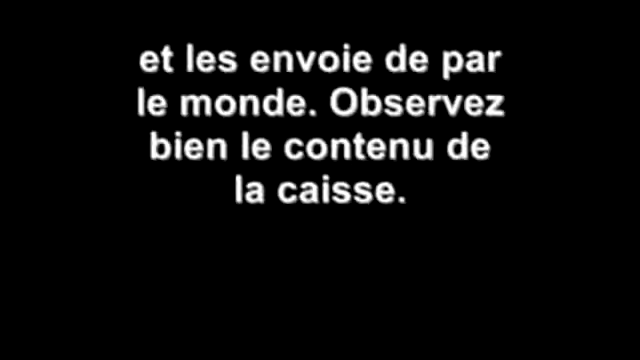 et les envoie de par
le monde. Observez
bien le contenu de
la caisse.